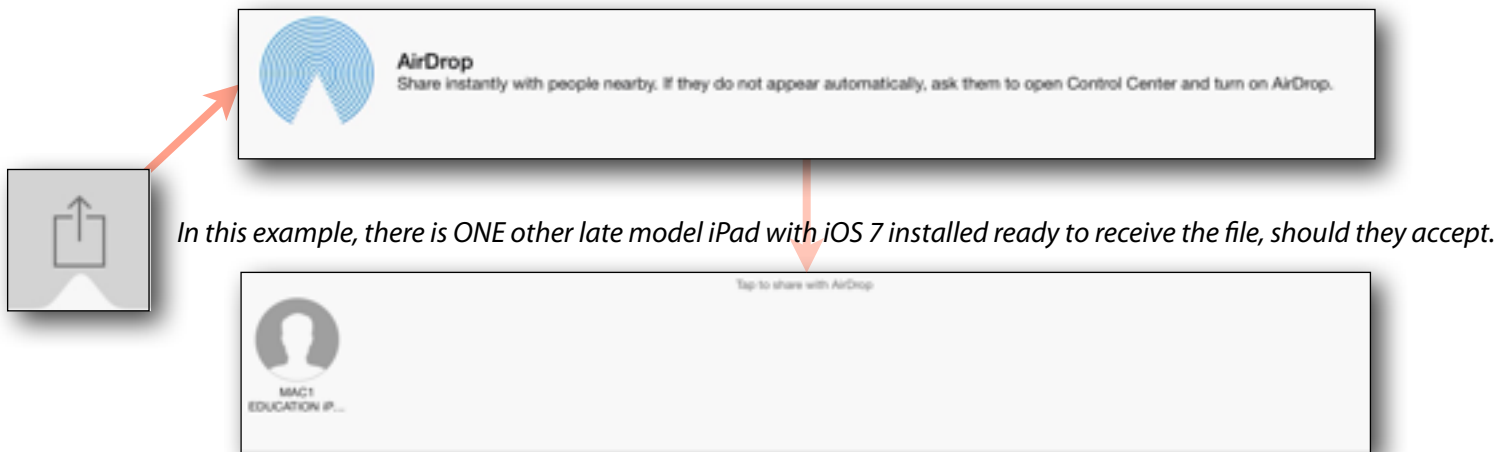 AirDrop
Share instantly with people nearby. If they do not appear automatically, ask them to open Control Center and turn on AirDrop.
In this example, there is ONE other late model iPad with iOS 7 installed ready to receive the file, should they accept.
Tap to share with AirDrop
MAC1
EDUCATION iP...